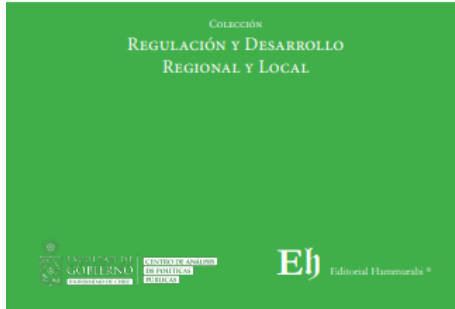 Colección
Regulación y Desarrollo
Regional y Local
FACULTAD DE
GOBIERNO
UNIVERSIDAD DE CHILE
CENTRO DE ANÁLISIS
DE POLÍTICAS
PÚBLICAS
Eh
Editorial Hammurabi ®